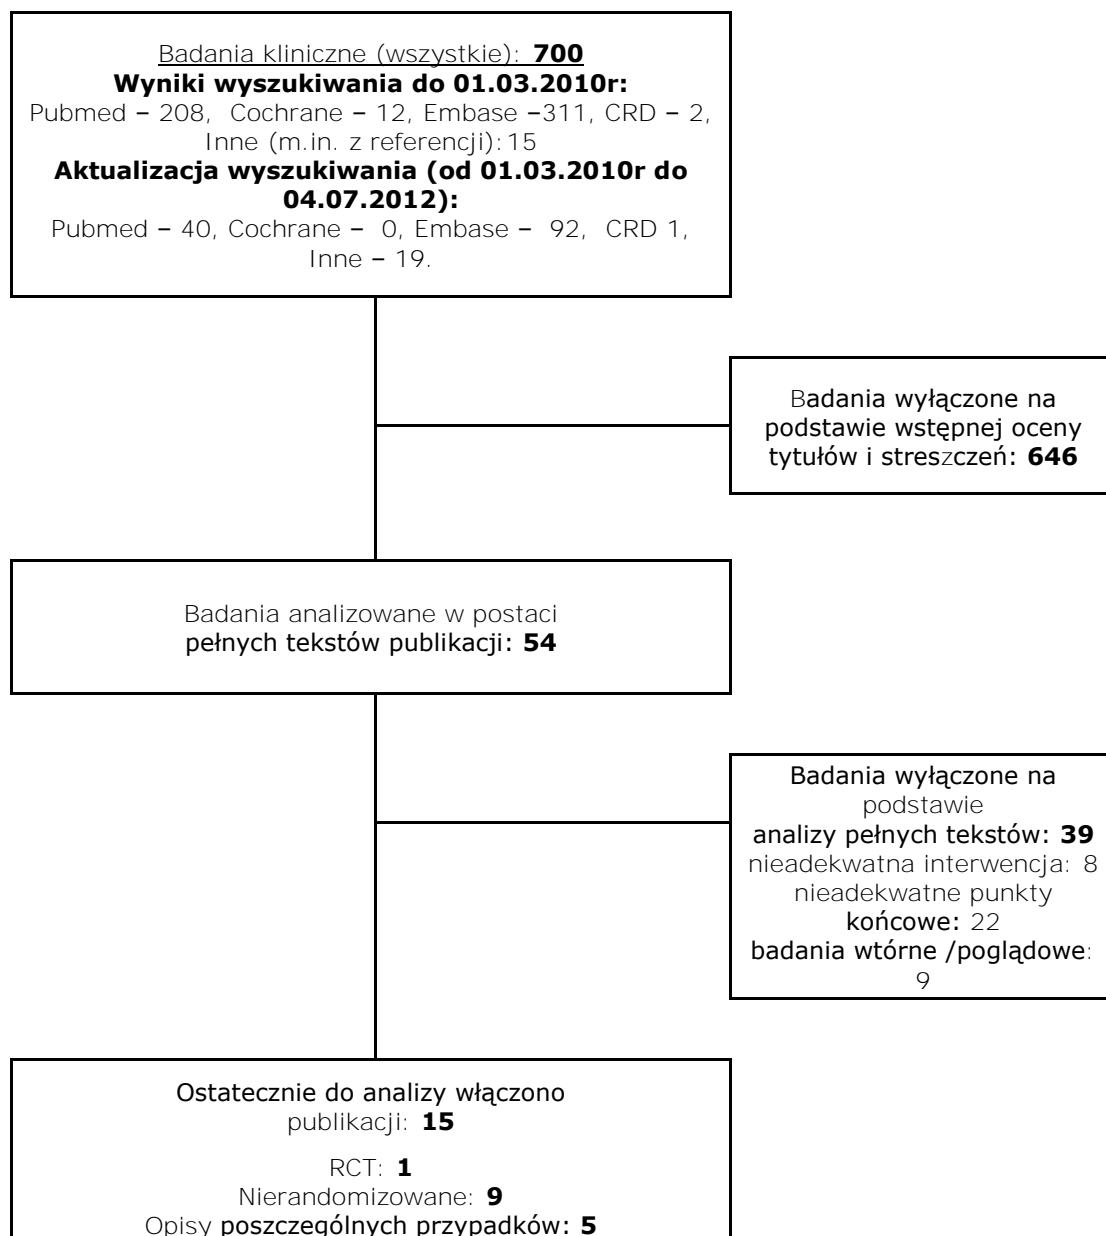 Badania kliniczne (wszystkie): 700
Wyniki wyszukiwania do 01.03.2010r:
Pubmed – 208, Cochrane – 12, Embase –311, CRD – 2,
Inne (m.in. z referencji):15
Aktualizacja wyszukiwania (od 01.03.2010r do
04.07.2012):
Pubmed – 40, Cochrane – 0, Embase – 92, CRD 1,
Inne – 19.
Badania wyłączone na
podstawie wstępnej oceny
tytułów i streszczeń: 646
Badania analizowane w postaci
pełnych tekstów publikacji: 54
Badania wyłączone na
podstawie
analizy pełnych tekstów: 39
nieadekwatna interwencja: 8
nieadekwatne punkty
końcowe: 22
badania wtórne /poglądowe:
9
Ostatecznie do analizy włączono
publikacji: 15
RCT: 1
Nierandomizowane: 9
Opisy poszczególnych przypadków: 5